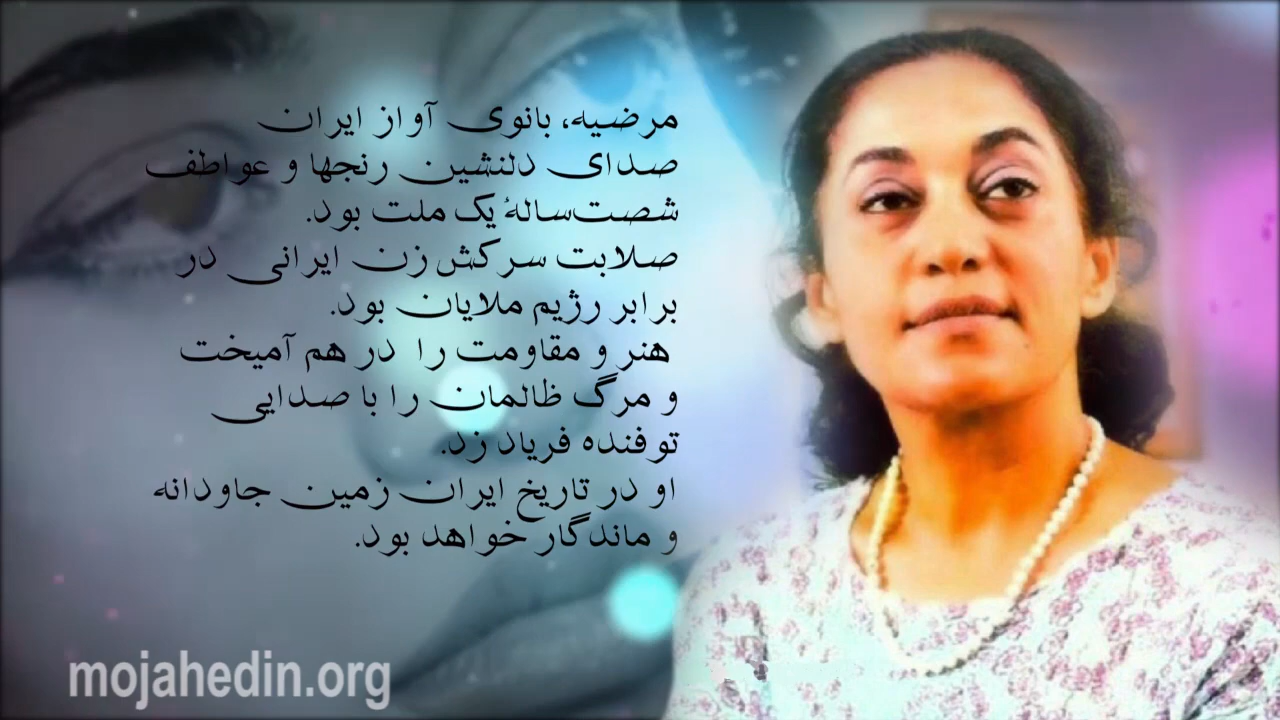 مرضیه، بانوی آواز ایران
صدای دلنشین رنجها و عواطف
شصت‌سالهٔ یک ملت بود.
صلابت سرکش زن ایرانی در
برابر رژیم ملایان بود.
هنر و مقاومت را در هم آمیخت
و مرگ ظالمان را با صدایی
توفنده فریاد زد.
او در تاریخ ایران زمین جاودانه
و ماندگار خواهد بود.
mojahedin.org